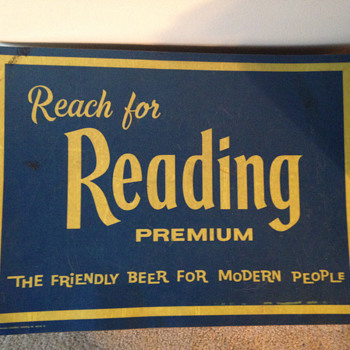 Reach for
Reading
PREMIUM
THE FRIENDLY BEER FOR MODERN PEOPLE